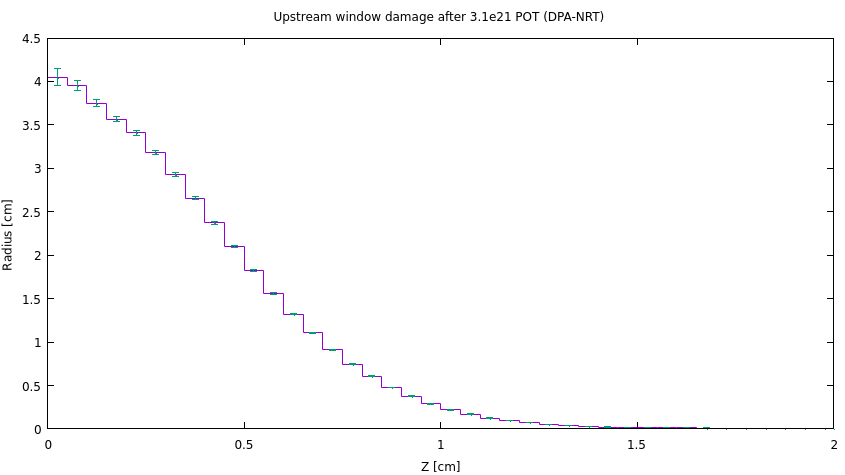 Upstream window damage after 3.1e21 POT (DPA-NRT)
4.5
4
3.5
3
2.5
2
1.5
1
0.5
0
Radius [cm]
0 0.5 1 1.5 2
Z [cm]